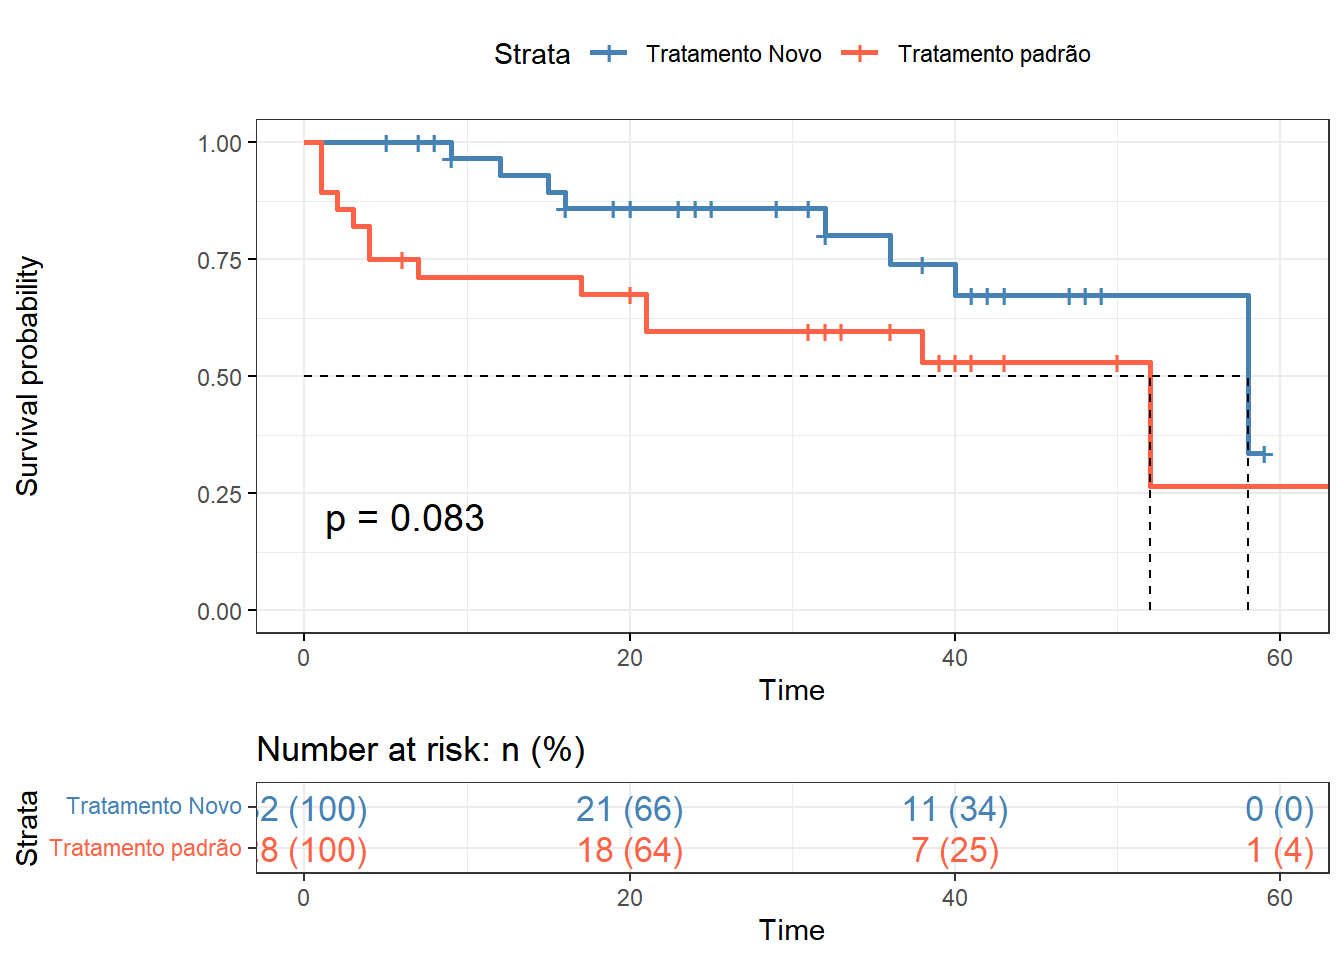 Strata Tratamento Novo Tratamento padrão
Survival probability
1.00
0.75
0.50
0.25
0.00
p = 0.083
0 20 40 60
Time
Number at risk: n (%)
Strata
Tratamento Novo 2 (100) 21 (66) 11 (34) 0 (0)
Tratamento padrão 8 (100) 18 (64) 7 (25) 1 (4)
0 20 40 60
Time